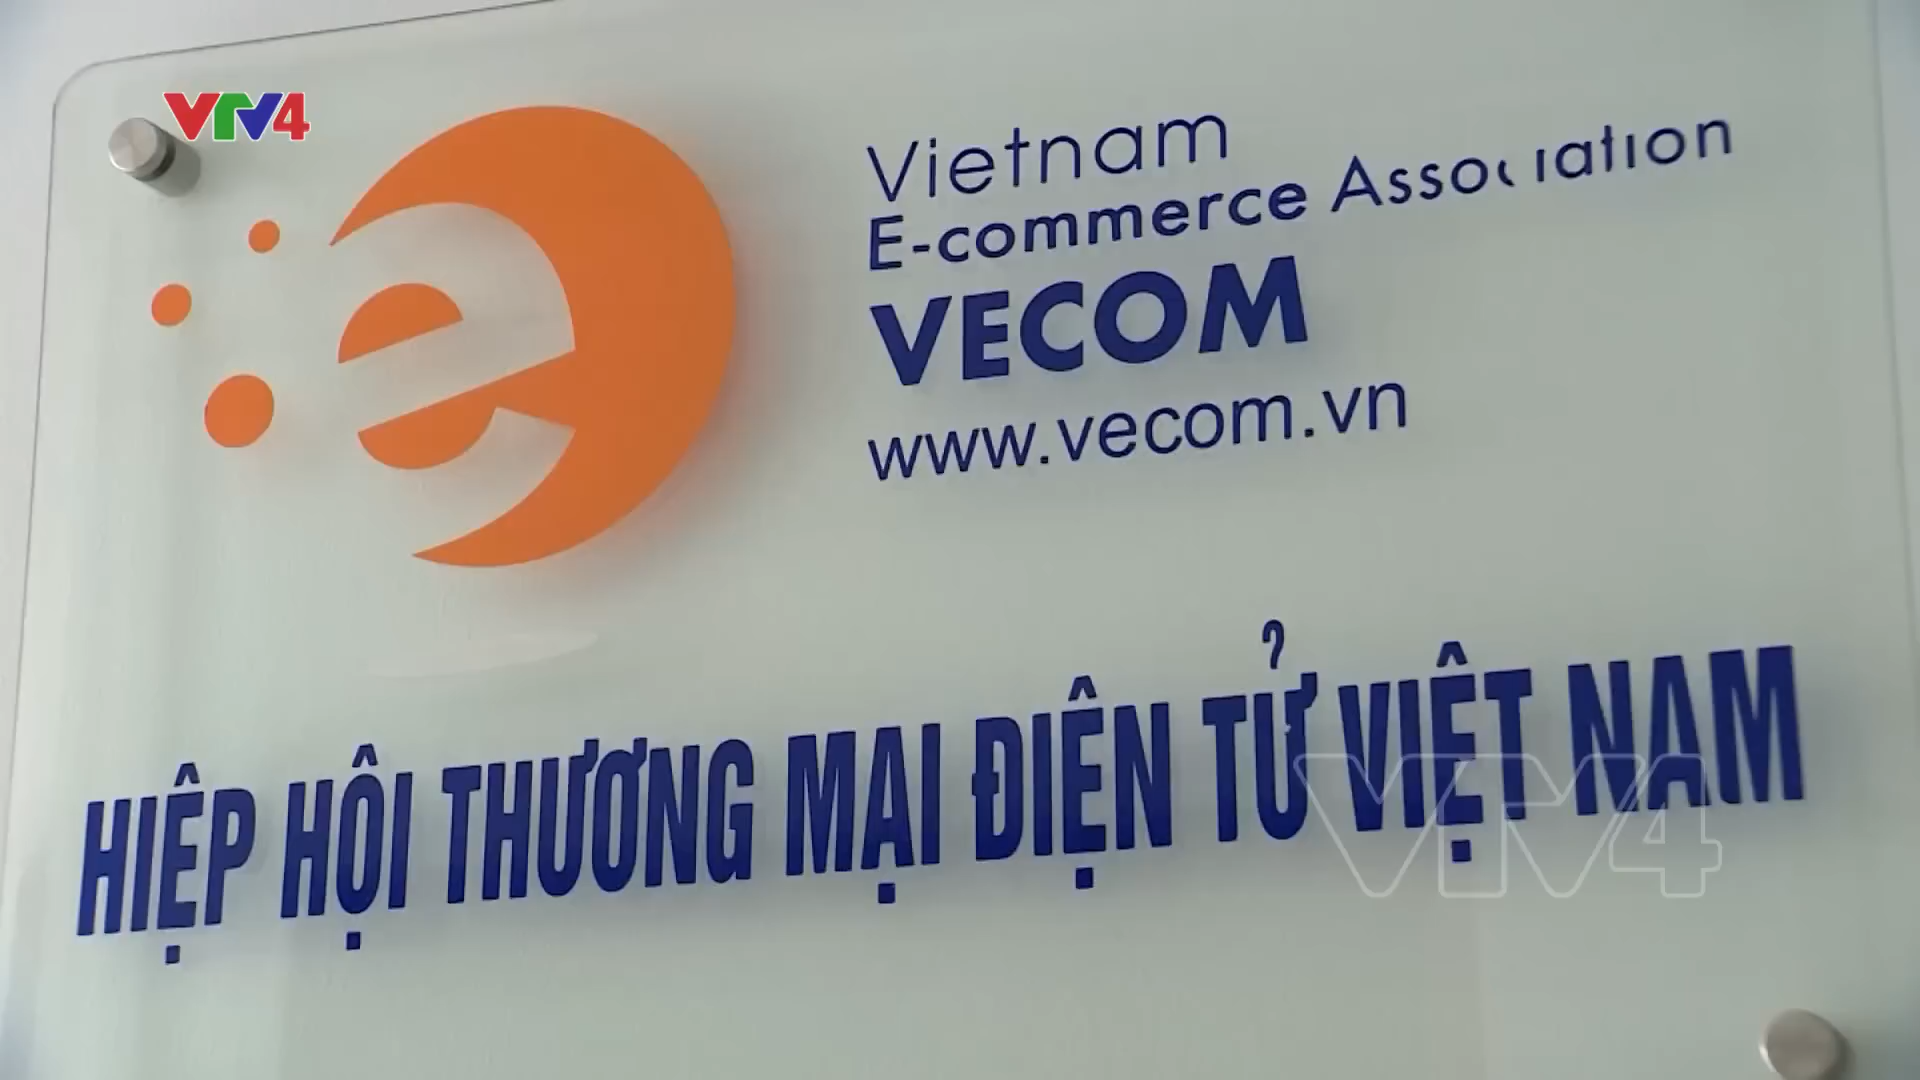 VTV4
Vietnam
E-commerce Association
VECOM
www.vecom.vn
HIỆP HỘI THƯƠNG MẠI ĐIỆN TỬ VIỆT NAM
VTV4